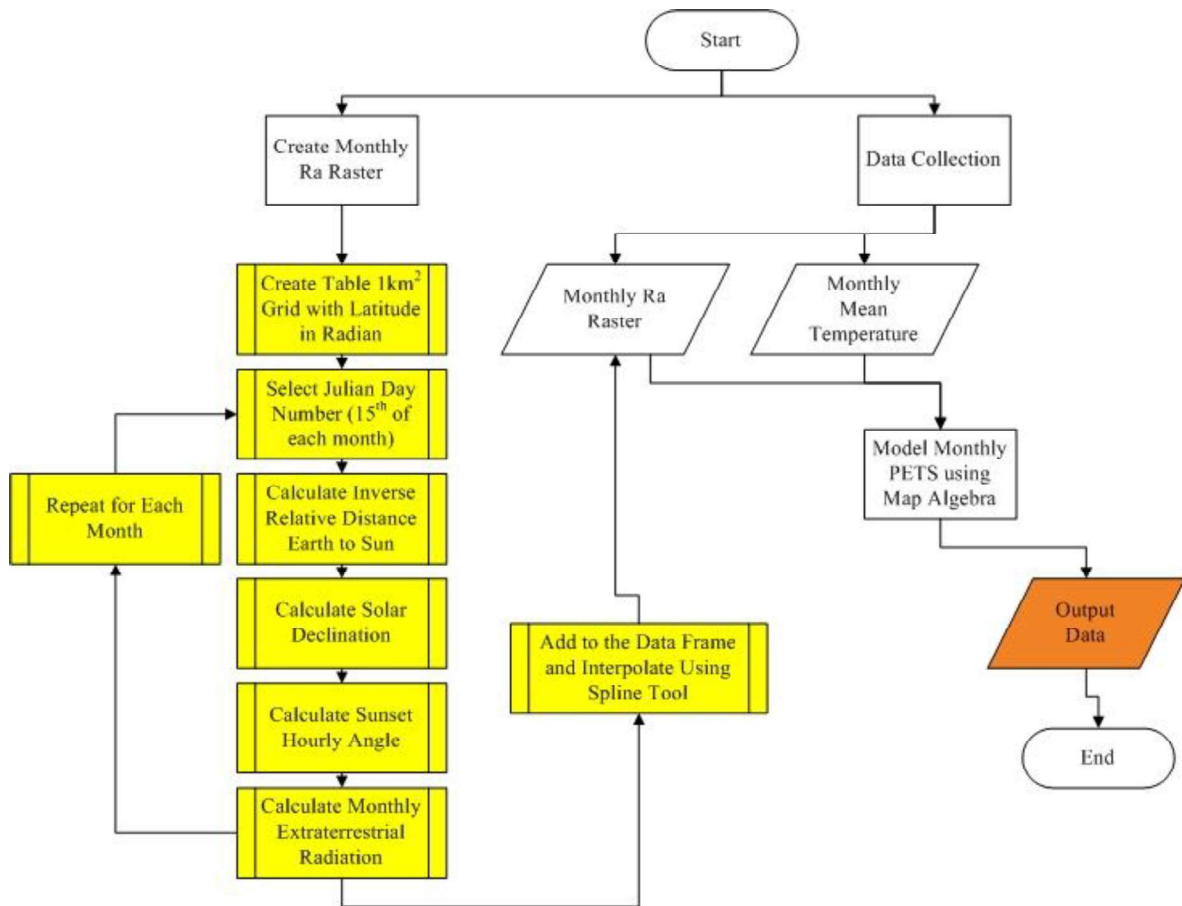 Start
Create Monthly
Ra Raster
Data Collection
Create Table 1km²
Grid with Latitude
in Radian
Monthly Ra
Raster
Monthly
Mean
Temperature
Select Julian Day
Number (15th of
each month)
Model Monthly
PETS using
Map Algebra
Repeat for Each
Month
Calculate Inverse
Relative Distance
Earth to Sun
Calculate Solar
Declination
Add to the Data Frame
and Interpolate Using
Spline Tool
Output
Data
Calculate Sunset
Hourly Angle
End
Calculate Monthly
Extraterrestrial
Radiation